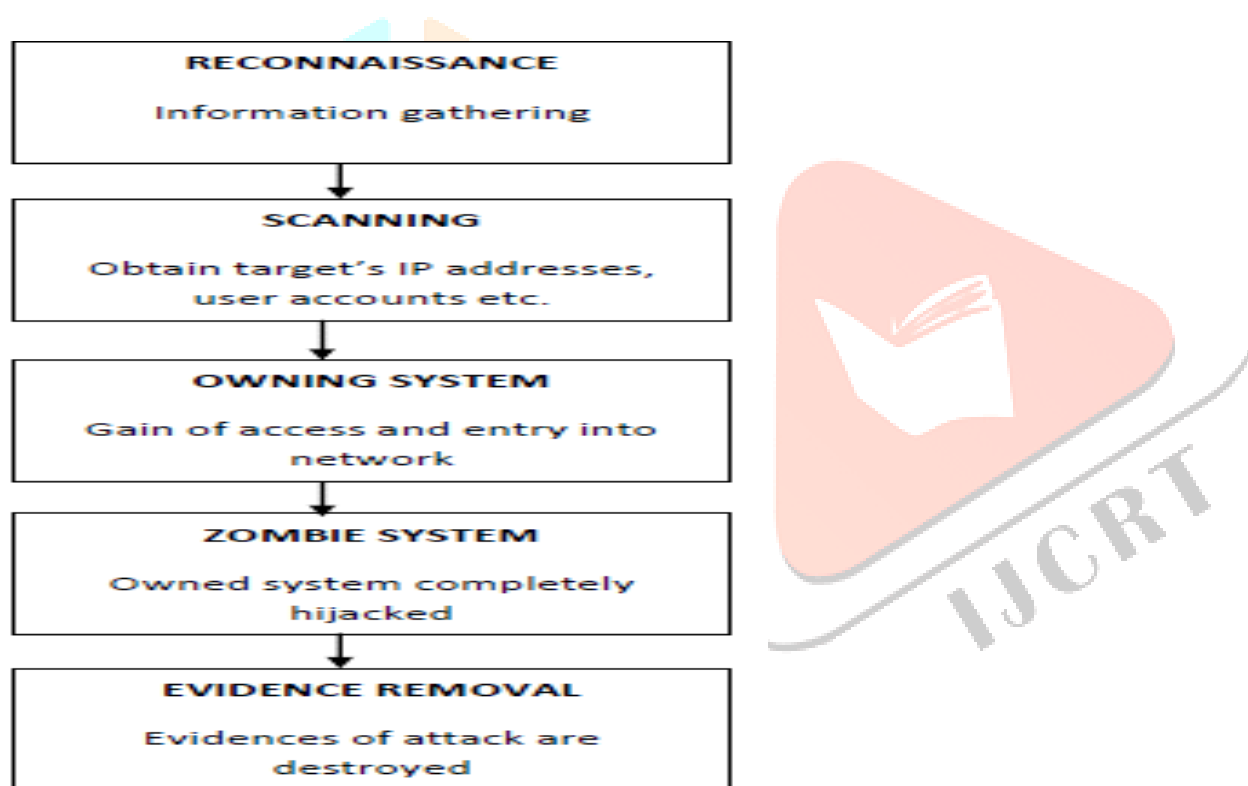 RECONNAISSANCE
Information gathering
SCANNING
Obtain target´s IP addresses,
user accounts etc.
OWNING SYSTEM
Gain of access and entry into
network
ZOMBIE SYSTEM
Owned system completely
hijacked
EVIDENCE REMOVAL
Evidences of attack are
destroyed
IJCRT